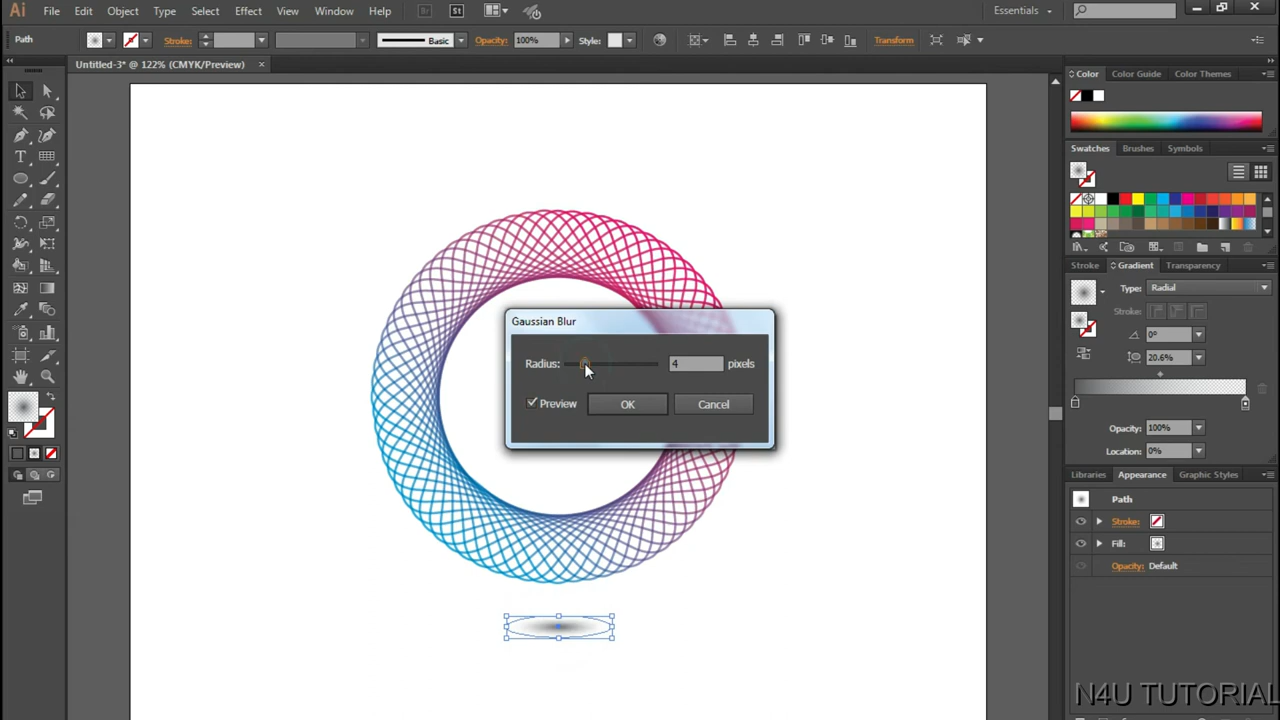 Ai File Edit Object Type Select Effect View Window Help Br St Essentials
Path Stroke: Basic Opacity: 100% Style: Transform
Untitled-3* @ 122% (CMYK/Preview)
Color Color Guide Color Themes
Swatches Brushes Symbols
Stroke Gradient Transparency
Type: Radial
Stroke:
0°
20.6%
Opacity: 100%
Location: 0%
Libraries Appearance Graphic Styles
Path
Stroke:
Fill:
Opacity: Default
Gaussian Blur
Radius: 4 pixels
Preview OK Cancel
N4U TUTORIAL